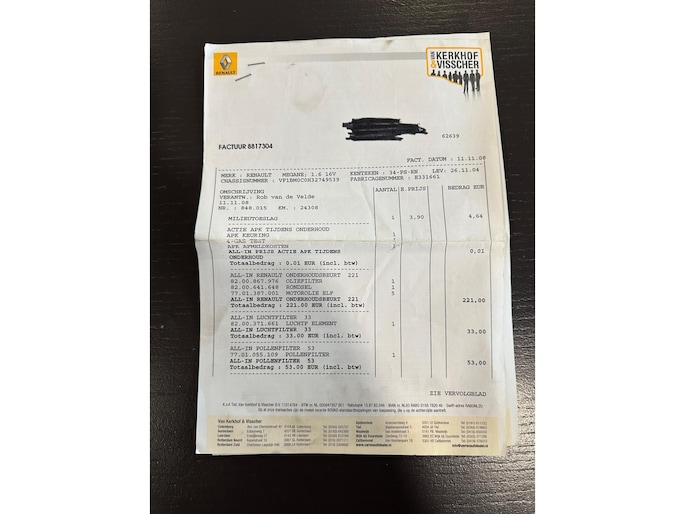 RENAULT
VAN
KERKHOF
& VISSCHER
FACTUUR 8817304
62639
FACT. DATUM : 11.11.08
MERK : RENAULT MEGANE: 1.6 16V KENTEKEN : 34-PS-KN LEV: 26.11.04
CHASSISNUMMER : VF1BM0C0H32749539 FABRICAGENUMMER : E331661
OMSCHRIJVING AANTAL E.PRIJS BEDRAG EUR
VERANTW.: Rob van de Velde
11.11.08
NR. : 848.015 KM. : 24308
MILIEUTOESLAG 1 3,90 4,64
ACTIE APK TIJDENS ONDERHOUD
APK KEURING 1
4-GAS TEST
APK AFMELDKOSTEN
ALL-IN PRIJS ACTIE APK TIJDENS 0,01
ONDERHOUD
Totaalbedrag : 0.01 EUR (incl. btw)
ALL-IN RENAULT ONDERHOUDSBEURT 221
82.00.867.976 OLIEFILTER 1
82.00.641.648 RONDSEL 1
77.01.387.001 MOTOROLIE ELF 5
ALL-IN RENAULT ONDERHOUDSBEURT 221 221,00
Totaalbedrag : 221.00 EUR (incl. btw)
ALL-IN LUCHTFILTER 33
82.00.371.661 LUCHTF ELEMENT 1
ALL-IN LUCHTFILTER 33 33,00
Totaalbedrag : 33.00 EUR (incl. btw)
ALL-IN POLLENFILTER 53
77.01.055.109 POLLENFILTER 1
ALL-IN POLLENFILTER 53 53,00
Totaalbedrag : 53.00 EUR (incl. btw)
ZIE VERVOLGBLAD
Van Kerkhof & Visscher